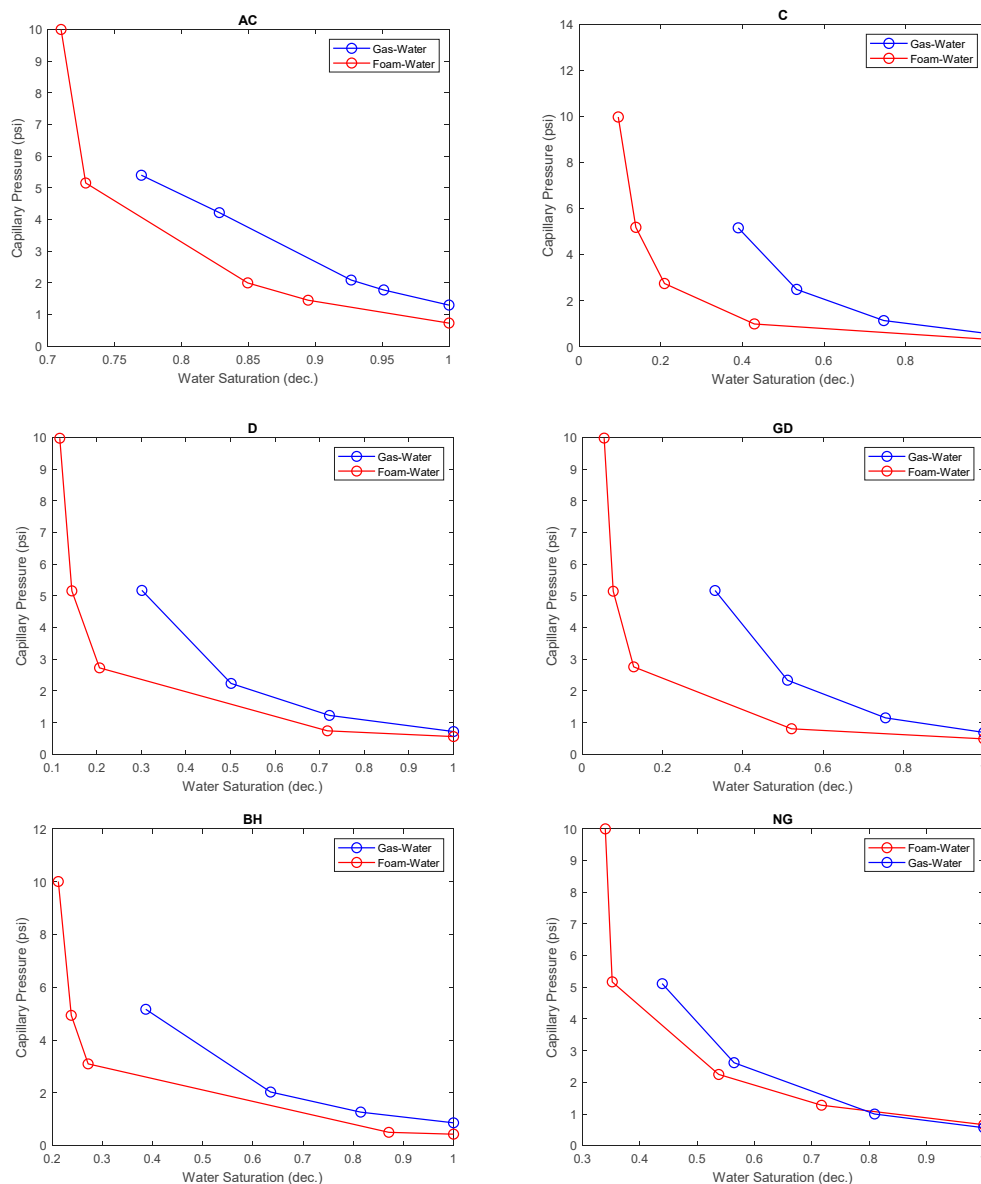 AC
Gas-Water
Foam-Water
10
9
8
7
6
5
4
3
2
1
0
Capillary Pressure (psi)
0.7 0.75 0.8 0.85 0.9 0.95 1
Water Saturation (dec.)
C
Gas-Water
Foam-Water
14
12
10
8
6
4
2
0
Capillary Pressure (psi)
0 0.2 0.4 0.6 0.8
Water Saturation (dec.)
D
Gas-Water
Foam-Water
10
9
8
7
6
5
4
3
2
1
0
Capillary Pressure (psi)
0.1 0.2 0.3 0.4 0.5 0.6 0.7 0.8 0.9 1
Water Saturation (dec.)
GD
Gas-Water
Foam-Water
10
9
8
7
6
5
4
3
2
1
0
Capillary Pressure (psi)
0 0.2 0.4 0.6 0.8
Water Saturation (dec.)
BH
Gas-Water
Foam-Water
12
10
8
6
4
2
0
Capillary Pressure (psi)
0.2 0.3 0.4 0.5 0.6 0.7 0.8 0.9 1
Water Saturation (dec.)
NG
Foam-Water
Gas-Water
10
9
8
7
6
5
4
3
2
1
0
Capillary Pressure (psi)
0.3 0.4 0.5 0.6 0.7 0.8 0.9
Water Saturation (dec.)